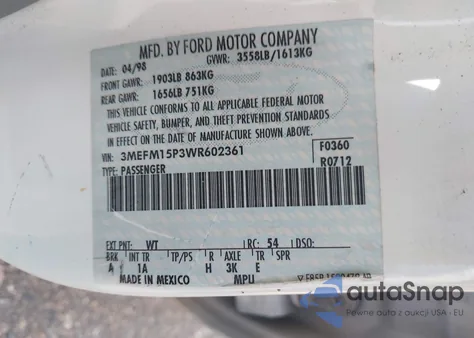 MFD. BY FORD MOTOR COMPANY
DATE: 04/98 GVWR: 3558LB/1613KG
FRONT GAWR: 1903LB 863KG
REAR GAWR: 1656LB 751KG
THIS VEHICLE CONFORMS TO ALL APPLICABLE FEDERAL MOTOR
VEHICLE SAFETY, BUMPER, AND THEFT PREVENTION STANDARDS
IN EFFECT ON THE DATE OF MANUFACTURE SHOWN ABOVE.
VIN: 3MEFM15P3WR602361 F0360
TYPE: PASSENGER R0712
EXT PNT: WT RC: 54 DSO:
BRK INT TR TP/PS R AXLE TR SPR
A 1A H 3K E
MADE IN MEXICO MPU
autoSnap
Pewne auta z aukcji USA - EU